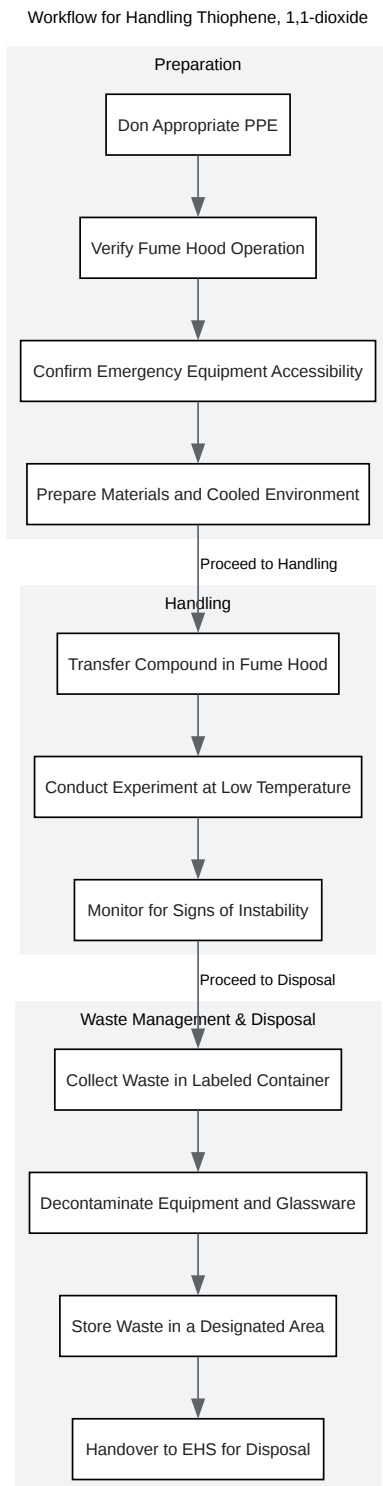 Workflow for Handling Thiophene, 1,1-dioxide
Preparation
Don Appropriate PPE
Verify Fume Hood Operation
Confirm Emergency Equipment Accessibility
Prepare Materials and Cooled Environment
Proceed to Handling
Handling
Transfer Compound in Fume Hood
Conduct Experiment at Low Temperature
Monitor for Signs of Instability
Proceed to Disposal
Waste Management & Disposal
Collect Waste in Labeled Container
Decontaminate Equipment and Glassware
Store Waste in a Designated Area
Handover to EHS for Disposal